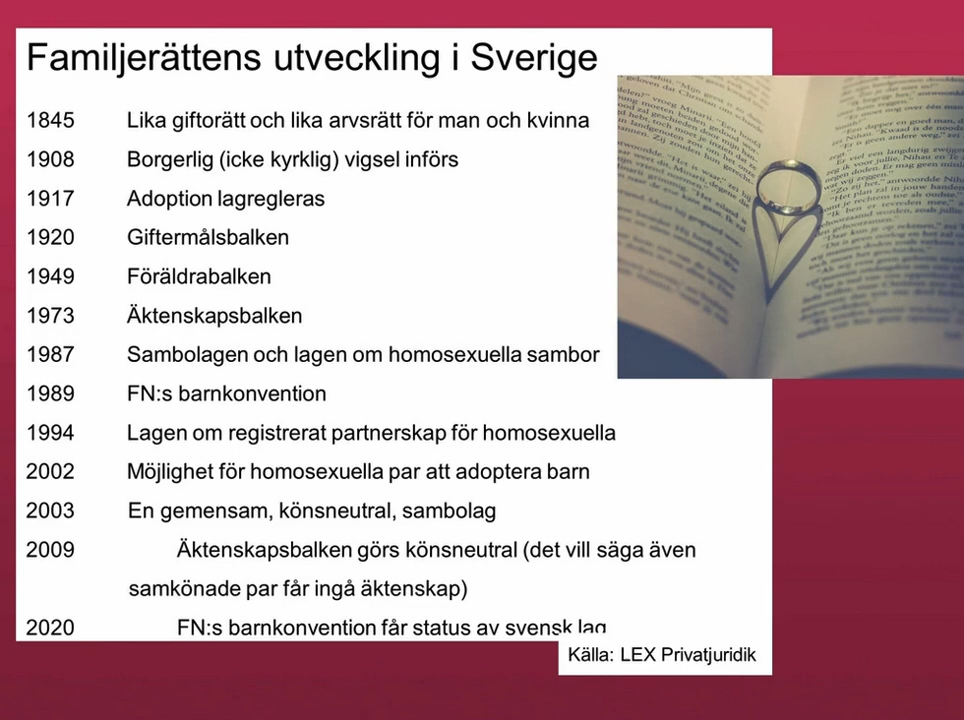 Familjerättens utveckling i Sverige
1845 Lika giftorätt och lika arvsrätt för man och kvinna
1908 Borgerlig (icke kyrklig) vigsel införs
1917 Adoption lagregleras
1920 Giftermålsbalken
1949 Föräldrabalken
1973 Äktenskapsbalken
1987 Sambolagen och lagen om homosexuella sambor
1989 FN:s barnkonvention
1994 Lagen om registrerat partnerskap för homosexuella
2002 Möjlighet för homosexuella par att adoptera barn
2003 En gemensam, könsneutral, sambolag
2009 Äktenskapsbalken görs könsneutral (det vill säga även
samkönade par får ingå äktenskap)
2020 FN:s barnkonvention får status av svensk lag
Källa: LEX Privatjuridik